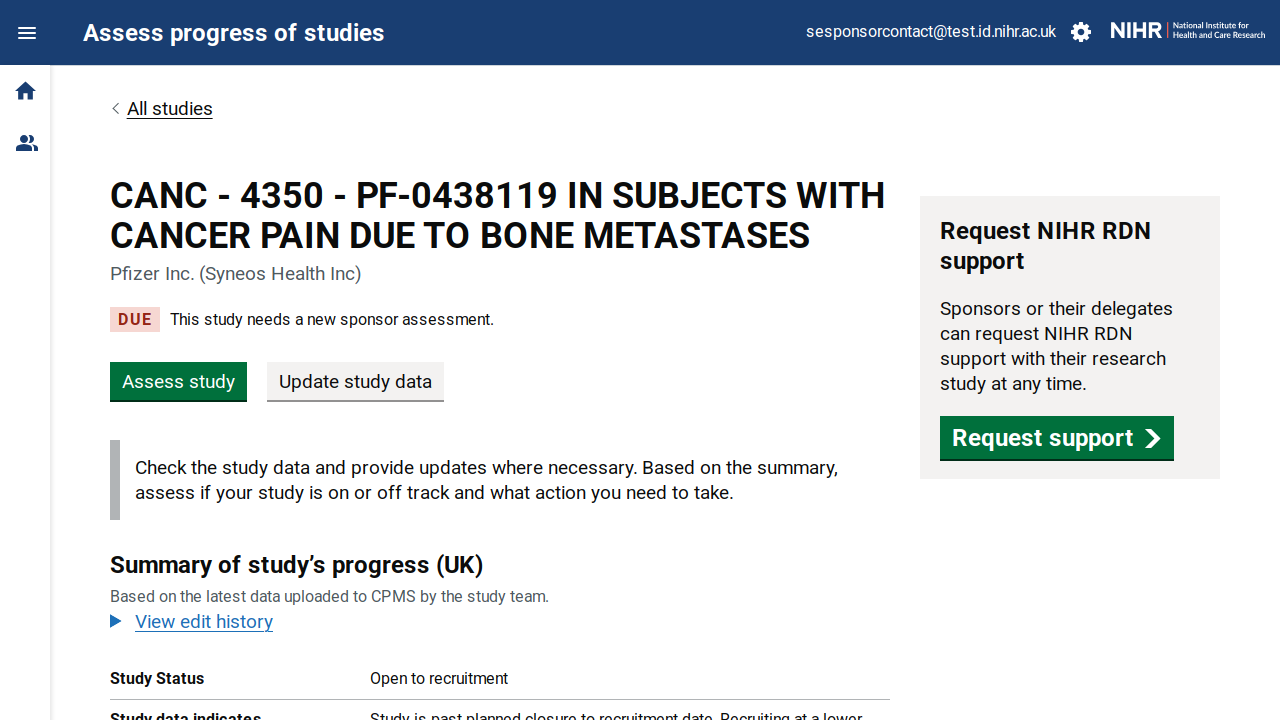 Assess progress of studies
sesponsorcontact@test.id.nihr.ac.uk
NIHR | National Institute for
Health and Care Research
All studies
CANC - 4350 - PF-0438119 IN SUBJECTS WITH
CANCER PAIN DUE TO BONE METASTASES
Pfizer Inc. (Syneos Health Inc)
DUE This study needs a new sponsor assessment.
Assess study Update study data
Check the study data and provide updates where necessary. Based on the summary,
assess if your study is on or off track and what action you need to take.
Summary of study’s progress (UK)
Based on the latest data uploaded to CPMS by the study team.
View edit history
Study Status Open to recruitment
Study data indicates Study is past planned closure to recruitment date, Recruiting at a lower
Request NIHR RDN
support
Sponsors or their delegates
can request NIHR RDN
support with their research
study at any time.
Request support